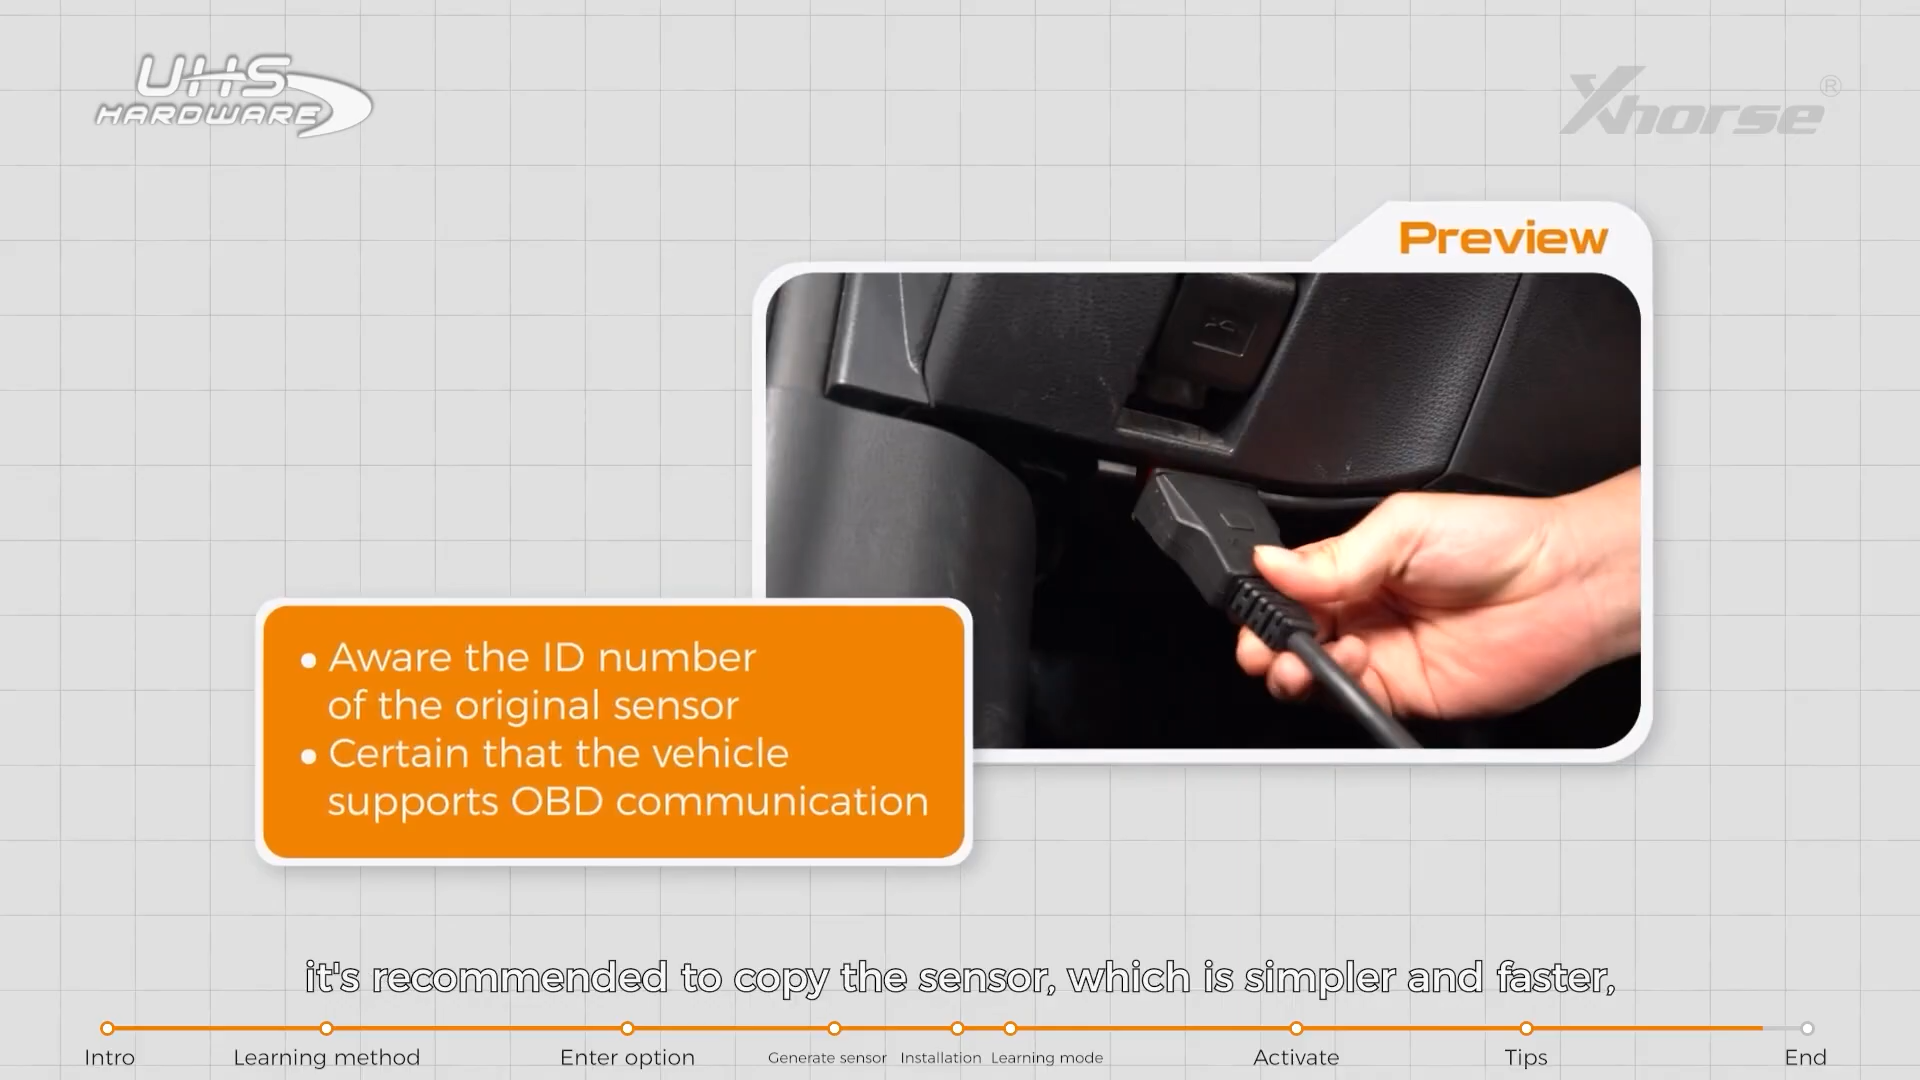 UHS
HARDWARE
Xhorse®
Preview
• Aware the ID number
of the original sensor
• Certain that the vehicle
supports OBD communication
it's recommended to copy the sensor, which is simpler and faster,
Intro
Learning method
Enter option
Generate sensor
Installation
Learning mode
Activate
Tips
End